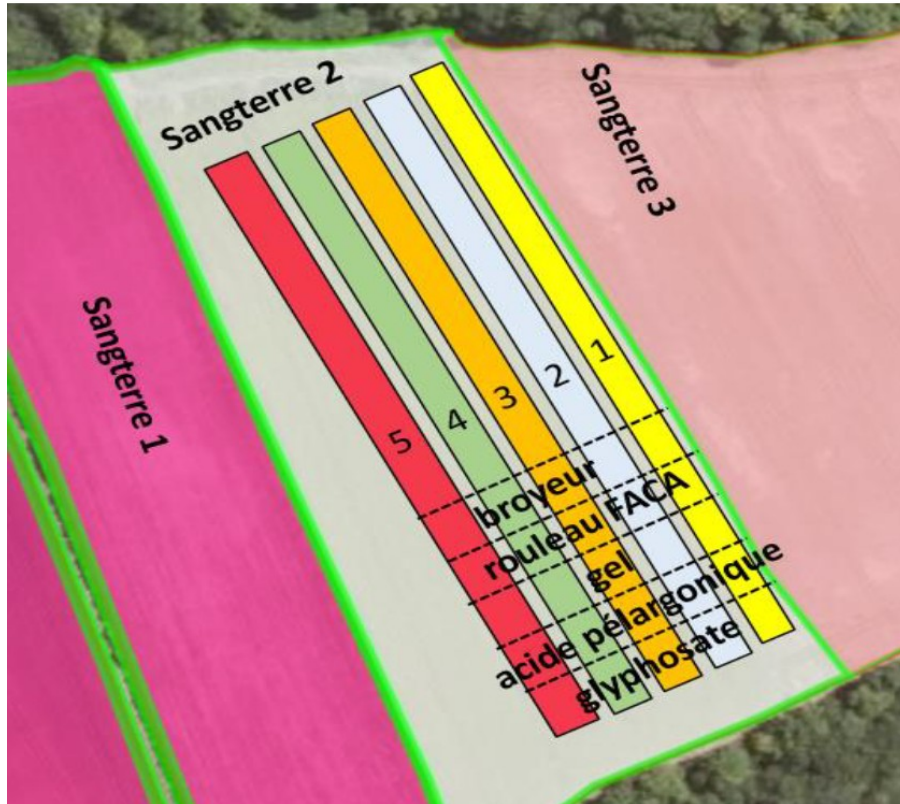 Sangterre 2
Sangterre 3
Sangterre 1
1
2
3
4
5
broyeur
rouleau FACA
gel
acide pélargonique
glyphosate